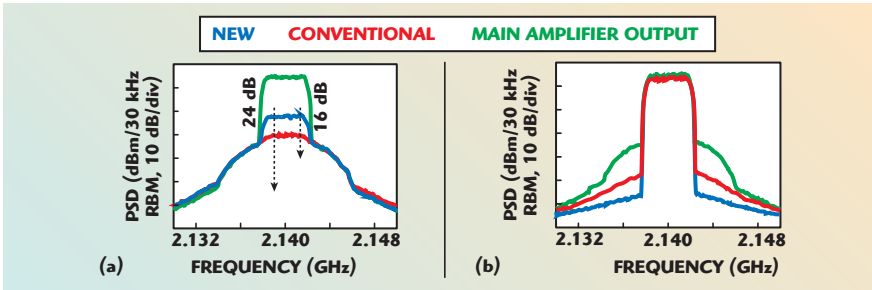 NEW CONVENTIONAL MAIN AMPLIFIER OUTPUT
PSD (dBm/30 kHz
RBM, 10 dB/div)
24 dB
16 dB
2.132 2.140 2.148
(a) FREQUENCY (GHz)
PSD (dBm/30 kHz
RBM, 10 dB/div)
2.132 2.140 2.148
(b) FREQUENCY (GHz)